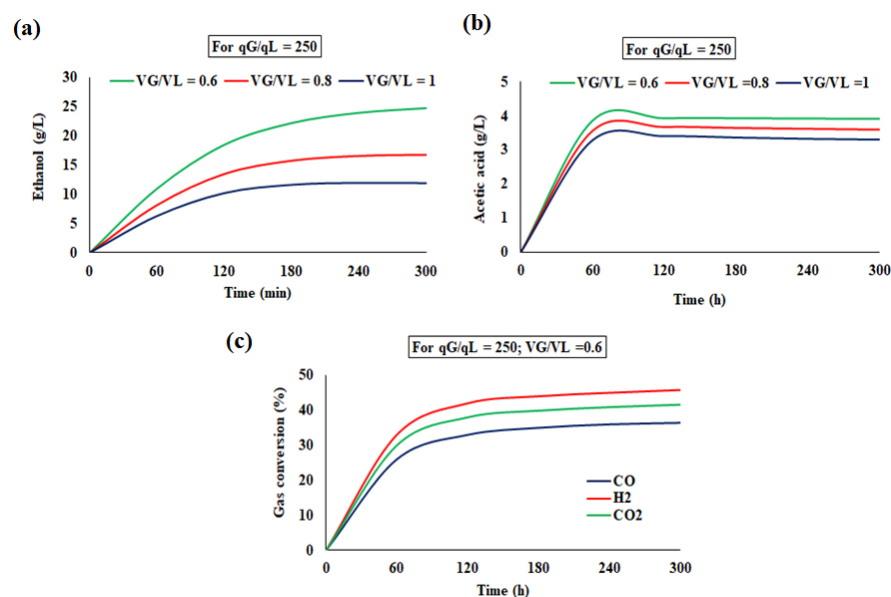 (a)
For qG/qL = 250
VG/VL = 0.6 VG/VL = 0.8 VG/VL = 1
Ethanol (g/L)
30
25
20
15
10
5
0
0 60 120 180 240 300
Time (min)
(b)
For qG/qL = 250
VG/VL = 0.6 VG/VL =0.8 VG/VL =1
Acetic acid (g/L)
5
4
3
2
1
0
0 60 120 180 240 300
Time (h)
(c)
For qG/qL = 250; VG/VL =0.6
Gas conversion (%)
50
40
30
20
10
0
CO
H2
CO2
0 60 120 180 240 300
Time (h)